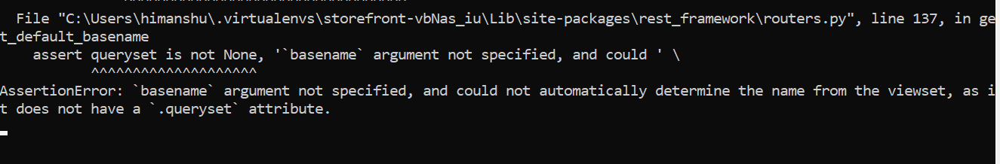 ^^^^^^^^^^^^^^^^^^^^^^^^^^^^^^^^^^
  File "C:\Users\himanshu\.virtualenvs\storefront-vbNas_iu\Lib\site-packages\rest_framework\routers.py", line 137, in ge
t_default_basename
    assert queryset is not None, '`basename` argument not specified, and could ' \
           ^^^^^^^^^^^^^^^^^^^^
AssertionError: `basename` argument not specified, and could not automatically determine the name from the viewset, as i
t does not have a `.queryset` attribute.